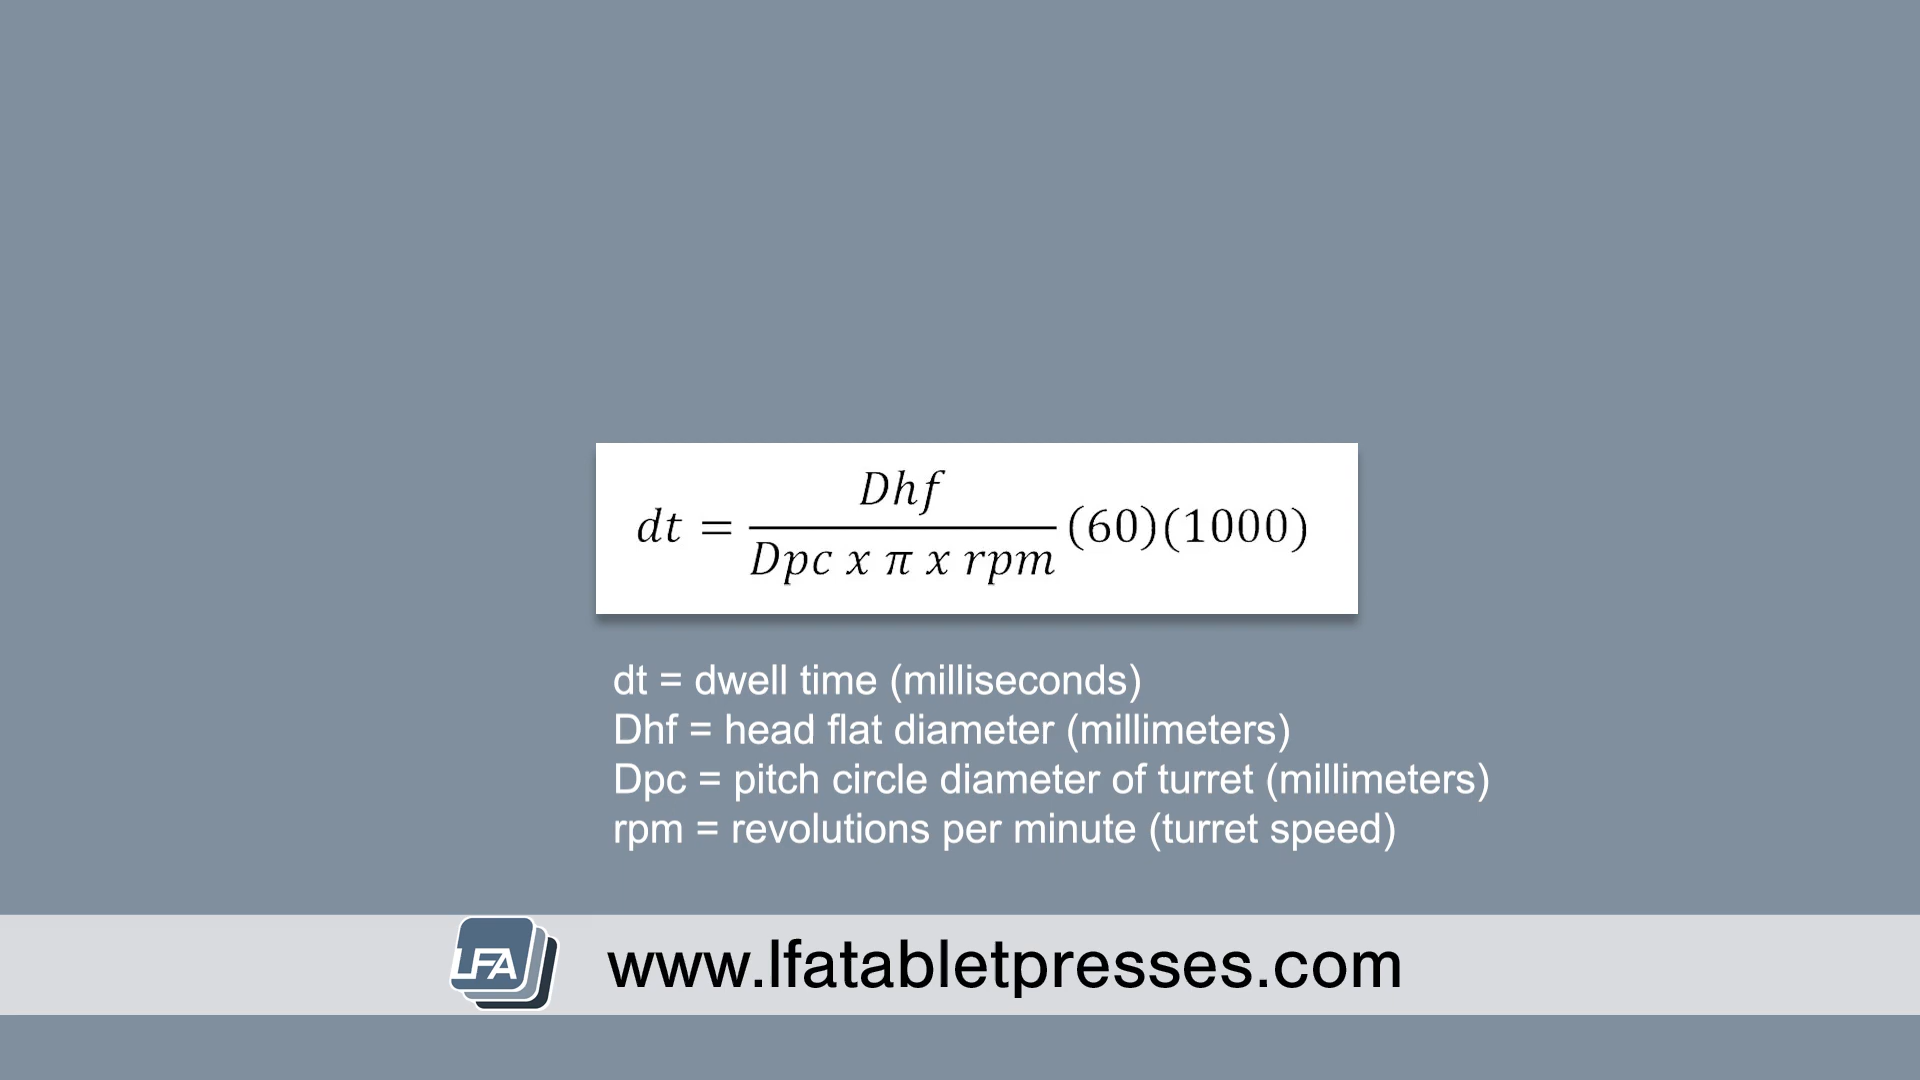 dt = Dhf / Dpc x π x rpm (60)(1000)
dt = dwell time (milliseconds)
Dhf = head flat diameter (millimeters)
Dpc = pitch circle diameter of turret (millimeters)
rpm = revolutions per minute (turret speed)
LFA www.lfatabletpresses.com